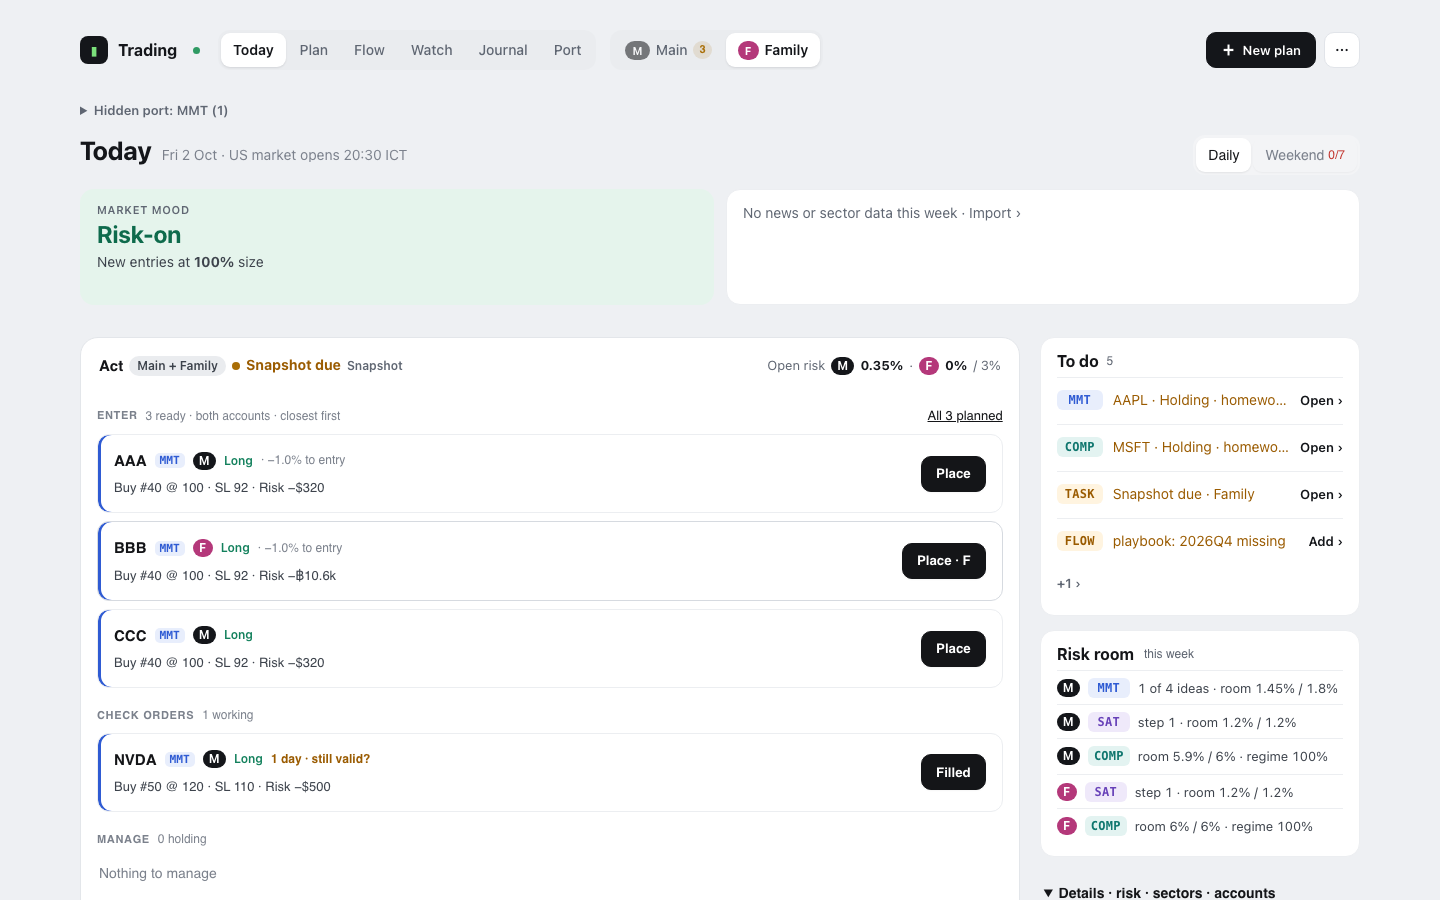 Trading Today Plan Flow Watch Journal Port M Main 3 F Family + New plan ···
▶ Hidden port: MMT (1)
Today Fri 2 Oct · US market opens 20:30 ICT Daily Weekend 0/7
MARKET MOOD
Risk-on
New entries at 100% size
No news or sector data this week · Import ›
Act Main + Family Snapshot due Snapshot Open risk M 0.35% · F 0% / 3%
ENTER 3 ready · both accounts · closest first All 3 planned
AAA MMT M Long · −1.0% to entry
Buy #40 @ 100 · SL 92 · Risk −$320
Place
BBB MMT F Long · −1.0% to entry
Buy #40 @ 100 · SL 92 · Risk −฿10.6k
Place · F
CCC MMT M Long
Buy #40 @ 100 · SL 92 · Risk −$320
Place
CHECK ORDERS 1 working
NVDA MMT M Long 1 day · still valid?
Buy #50 @ 120 · SL 110 · Risk −$500
Filled
MANAGE 0 holding
Nothing to manage
To do 5
MMT AAPL · Holding · homewo... Open ›
COMP MSFT · Holding · homewo... Open ›
TASK Snapshot due · Family Open ›
FLOW playbook: 2026Q4 missing Add ›
+1 ›
Risk room this week
M MMT 1 of 4 ideas · room 1.45% / 1.8%
M SAT step 1 · room 1.2% / 1.2%
M COMP room 5.9% / 6% · regime 100%
F SAT step 1 · room 1.2% / 1.2%
F COMP room 6% / 6% · regime 100%
▼ Details · risk · sectors · accounts